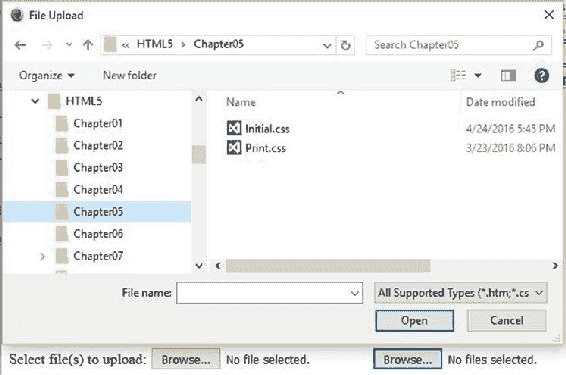 File Upload
« HTML5 > Chapter05
Search Chapter05
Organize
New folder
HTML5
Chapter01
Chapter02
Chapter03
Chapter04
Chapter05
Chapter06
Chapter07
Name
Date modified
Initial.css
4/24/2016 5:45 PM
Print.css
3/23/2016 8:06 PM
File name:
All Supported Types (*.htm;*.cs
Open
Cancel
Select file(s) to upload: Browse... No file selected. Browse... No files selected.